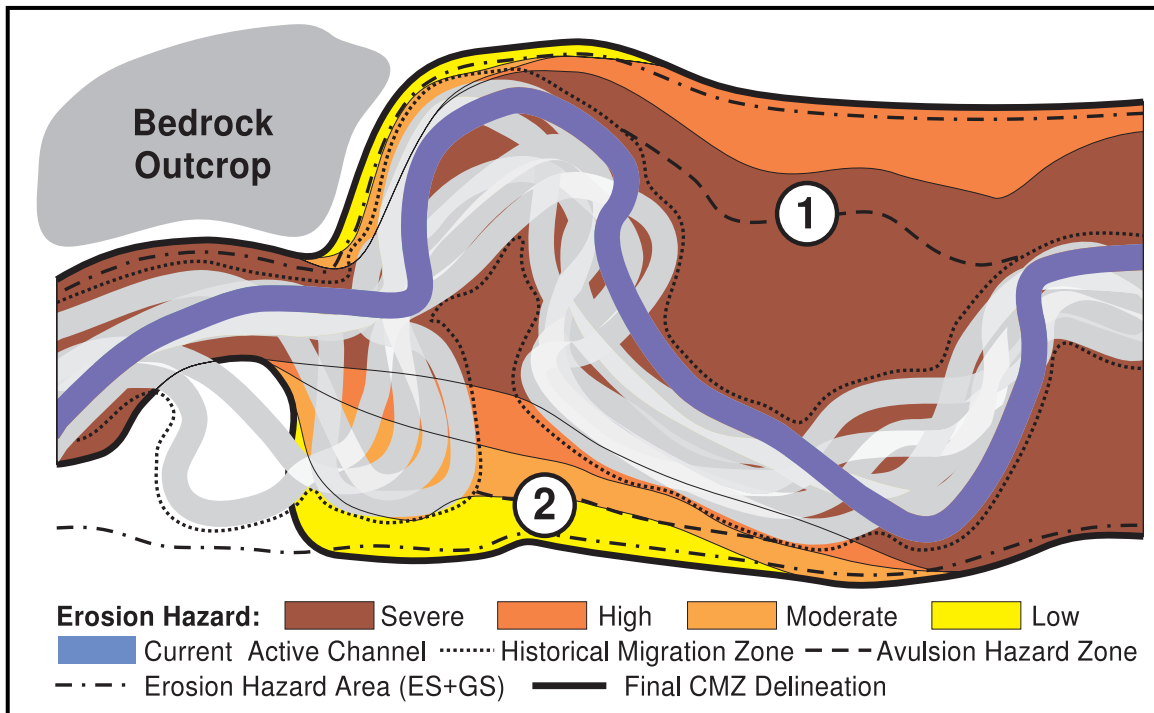 Bedrock
Outcrop
1
2
Erosion Hazard: Severe High Moderate Low
Current Active Channel Historical Migration Zone Avulsion Hazard Zone
Erosion Hazard Area (ES+GS) Final CMZ Delineation